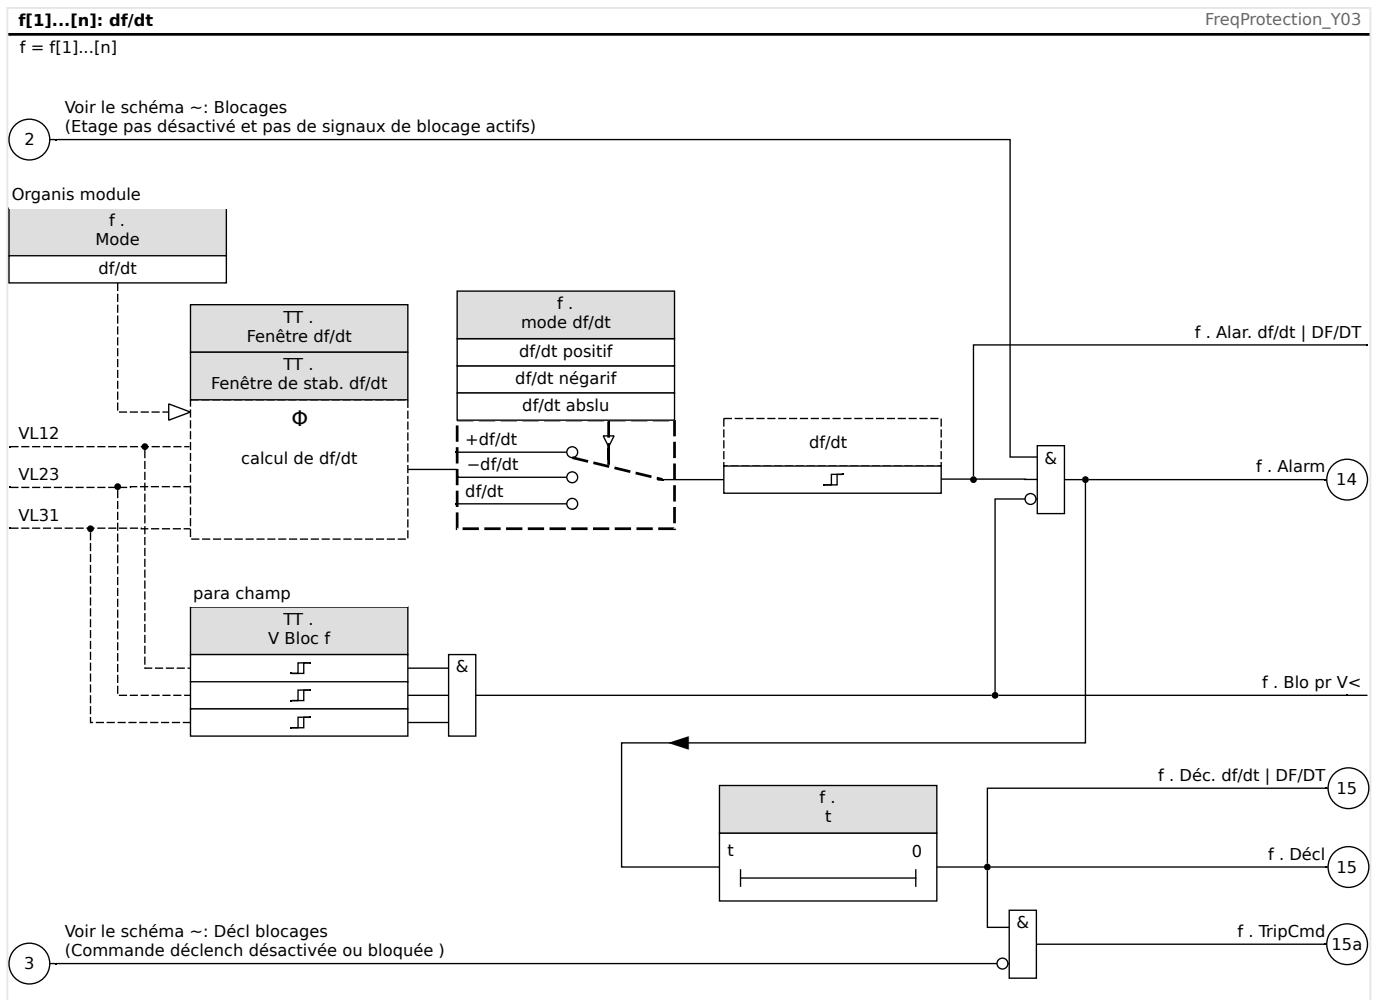 f[1]...[n]: df/dt
FreqProtection_Y03
f = f[1]...[n]
Voir le schéma ~: Blocages
(Etage pas désactivé et pas de signaux de blocage actifs)
2
Organis module
f .
Mode
df/dt
TT .
Fenêtre df/dt
TT .
Fenêtre de stab. df/dt
Φ
calcul de df/dt
VL12
VL23
VL31
f .
mode df/dt
df/dt positif
df/dt négarif
df/dt abslu
+df/dt
−df/dt
df/dt
df/dt
&
f . Alar. df/dt | DF/DT
f . Alarm
14
para champ
TT .
V Bloc f
&
f . Blo pr V<
f .
t
t
0
f . Déc. df/dt | DF/DT
15
f . Décl
15
Voir le schéma ~: Décl blocages
(Commande déclench désactivée ou bloquée )
3
&
f . TripCmd
15a